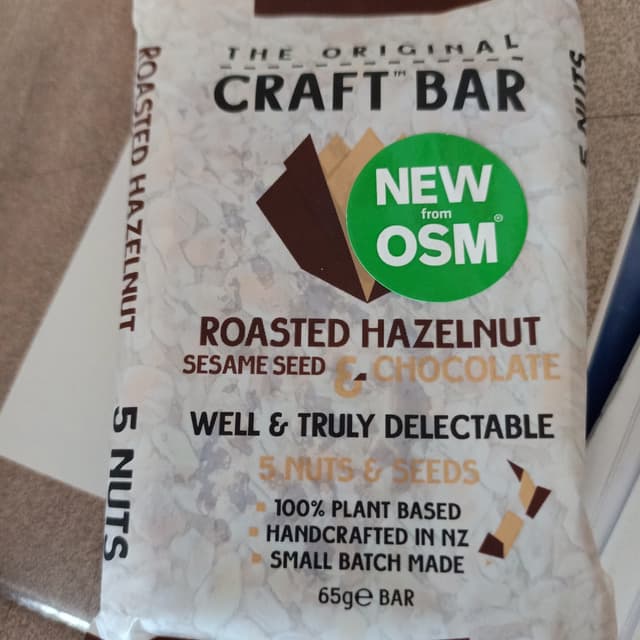 THE ORIGINAL
CRAFT™ BAR
NEW
from
OSM®
ROASTED HAZELNUT
SESAME SEED & CHOCOLATE
WELL & TRULY DELECTABLE
5 NUTS & SEEDS
100% PLANT BASED
HANDCRAFTED IN NZ
SMALL BATCH MADE
65g℮ BAR
ROASTED HAZELNUT
5 NUTS
5 NUTS